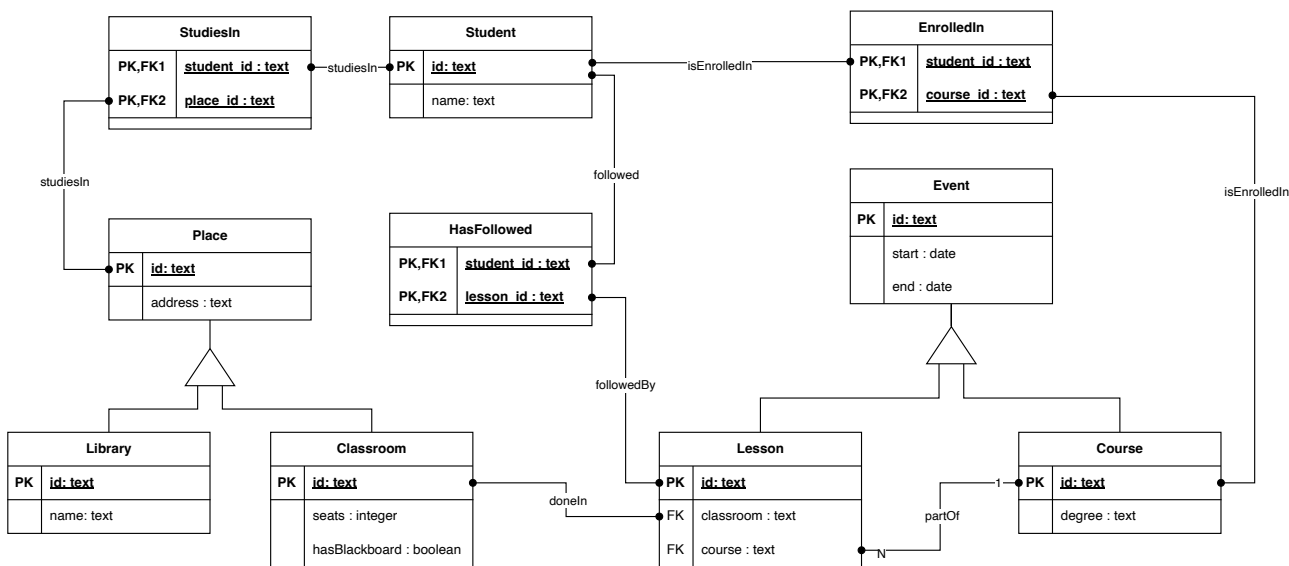 StudiesIn
PK,FK1 student_id : text
PK,FK2 place_id : text
studiesIn
Student
PK id: text
name: text
isEnrolledIn
EnrolledIn
PK,FK1 student_id : text
PK,FK2 course_id : text
studiesIn
followed
isEnrolledIn
Place
PK id: text
address : text
HasFollowed
PK,FK1 student_id : text
PK,FK2 lesson_id : text
Event
PK id: text
start : date
end : date
followedBy
Library
PK id: text
name: text
Classroom
PK id: text
seats : integer
hasBlackboard : boolean
doneIn
Lesson
PK id: text
FK classroom : text
FK course : text
1
partOf
N
Course
PK id: text
degree : text